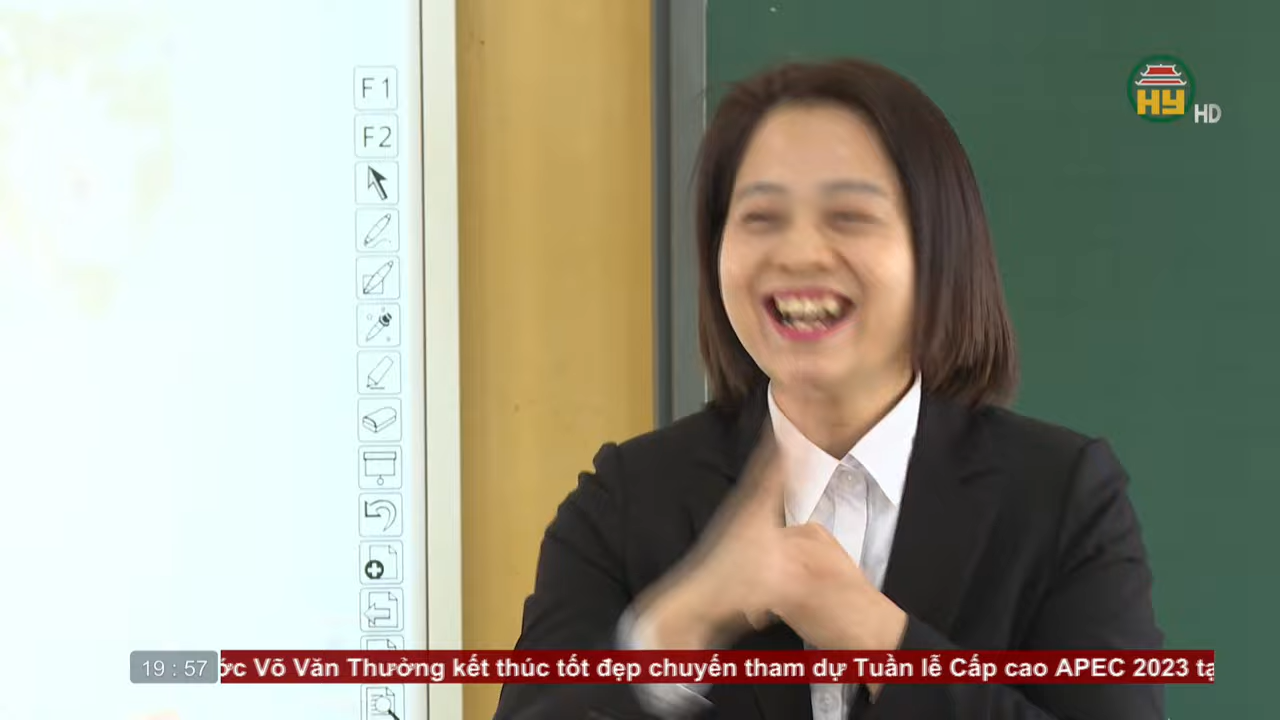 F1
F2
HY
HD
19 : 57
ớc Võ Văn Thưởng kết thúc tốt đẹp chuyến tham dự Tuần lễ Cấp cao APEC 2023 tạ